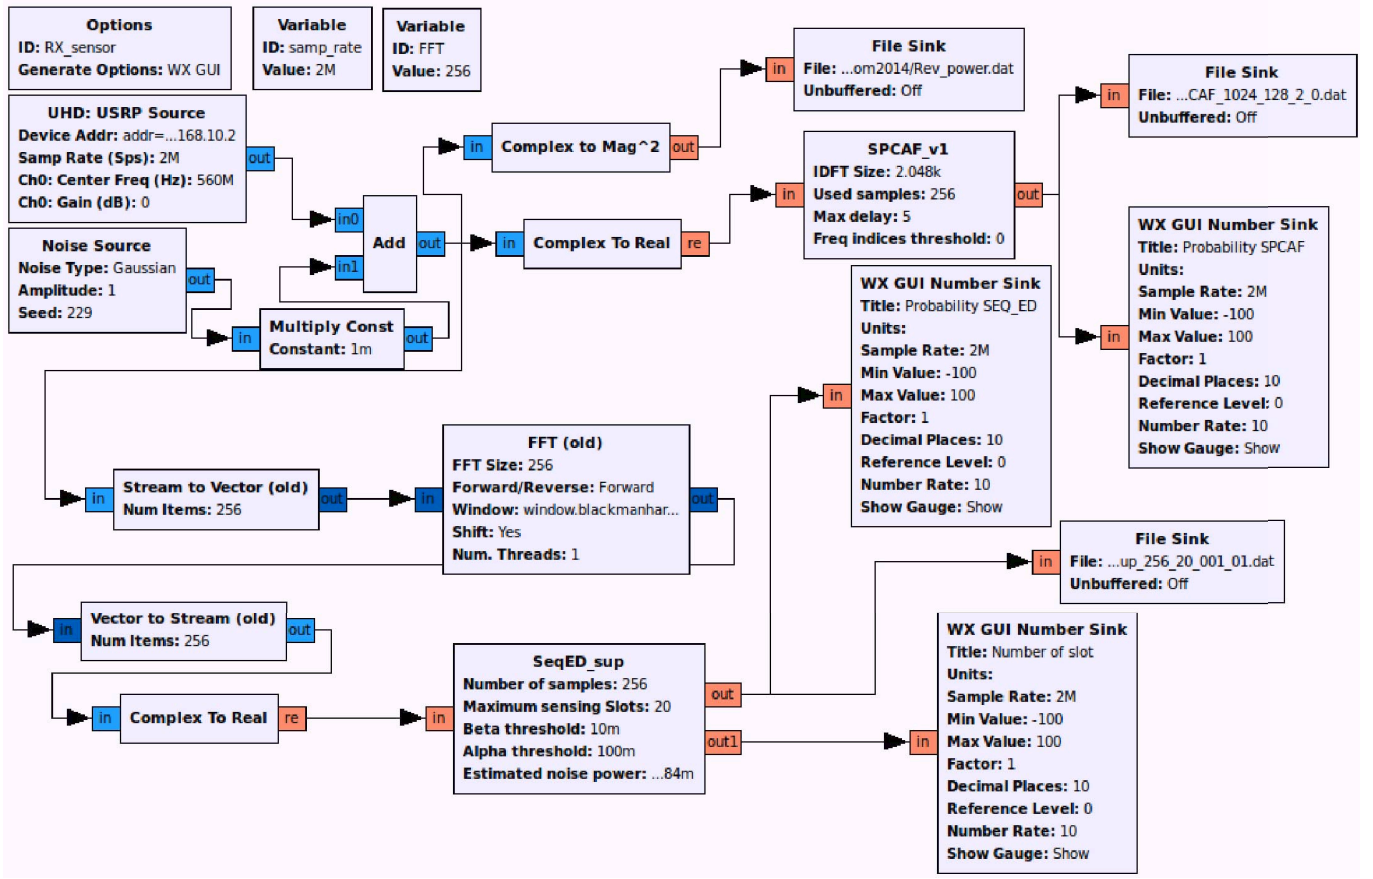 Options
ID: RX_sensor
Generate Options: WX GUI
Variable
ID: samp_rate
Value: 2M
Variable
ID: FFT
Value: 256
UHD: USRP Source
Device Addr: addr=...168.10.2
Samp Rate (Sps): 2M
Ch0: Center Freq (Hz): 560M
Ch0: Gain (dB): 0
out
Noise Source
Noise Type: Gaussian
Amplitude: 1
Seed: 229
out
in
Multiply Const
Constant: 1m
out
in0
in1
Add
out
in
Complex to Mag^2
out
in
File Sink
File: ...om2014/Rev_power.dat
Unbuffered: Off
in
Complex To Real
re
in
SPCAF_v1
IDFT Size: 2.048k
Used samples: 256
Max delay: 5
Freq indices threshold: 0
out
in
File Sink
File: ...CAF_1024_128_2_0.dat
Unbuffered: Off
in
WX GUI Number Sink
Title: Probability SPCAF
Units:
Sample Rate: 2M
Min Value: -100
Max Value: 100
Factor: 1
Decimal Places: 10
Reference Level: 0
Number Rate: 10
Show Gauge: Show
in
WX GUI Number Sink
Title: Probability SEQ_ED
Units:
Sample Rate: 2M
Min Value: -100
Max Value: 100
Factor: 1
Decimal Places: 10
Reference Level: 0
Number Rate: 10
Show Gauge: Show
in
Stream to Vector (old)
Num Items: 256
out
in
FFT (old)
FFT Size: 256
Forward/Reverse: Forward
Window: window.blackmanhar...
Shift: Yes
Num. Threads: 1
out
in
Vector to Stream (old)
Num Items: 256
out
in
Complex To Real
re
in
SeqED_sup
Number of samples: 256
Maximum sensing Slots: 20
Beta threshold: 10m
Alpha threshold: 100m
Estimated noise power: ...84m
out
out1
in
File Sink
File: ...up_256_20_001_01.dat
Unbuffered: Off
in
WX GUI Number Sink
Title: Number of slot
Units:
Sample Rate: 2M
Min Value: -100
Max Value: 100
Factor: 1
Decimal Places: 10
Reference Level: 0
Number Rate: 10
Show Gauge: Show